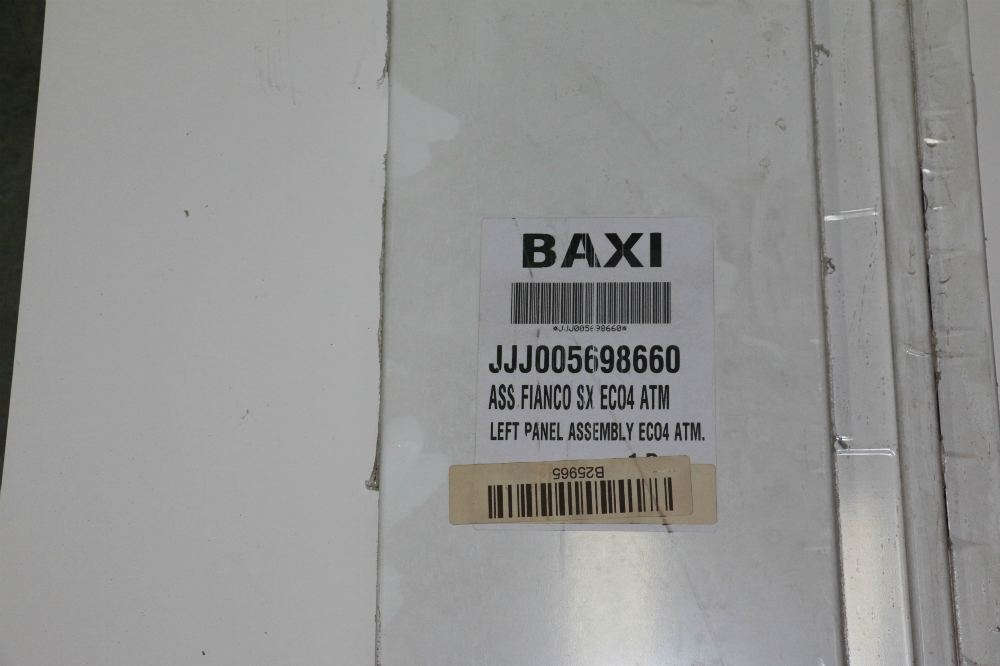 BAXI
*JJJ005698660*
JJJ005698660
ASS FIANCO SX ECO4 ATM
LEFT PANEL ASSEMBLY ECO4 ATM.
B25965